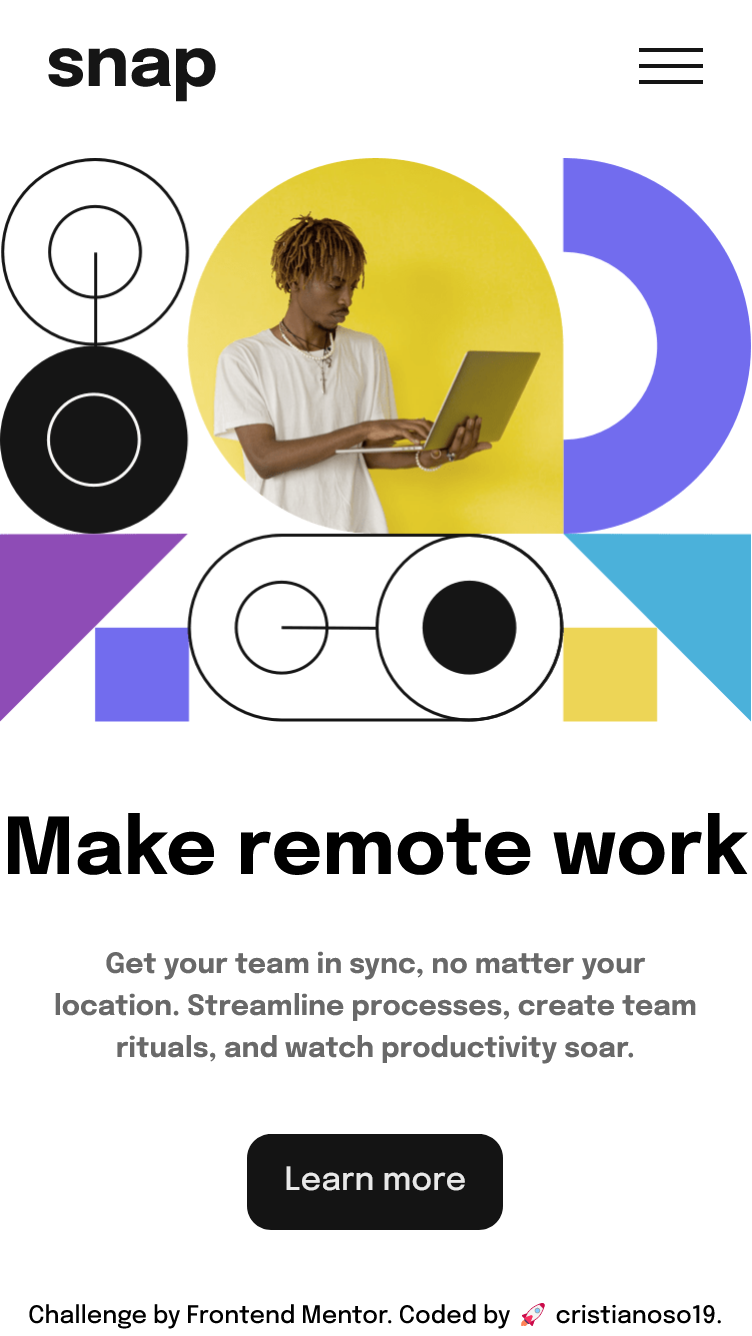 snap
Make remote work
Get your team in sync, no matter your
location. Streamline processes, create team
rituals, and watch productivity soar.
Learn more
Challenge by Frontend Mentor. Coded by 🚀 cristianoso19.